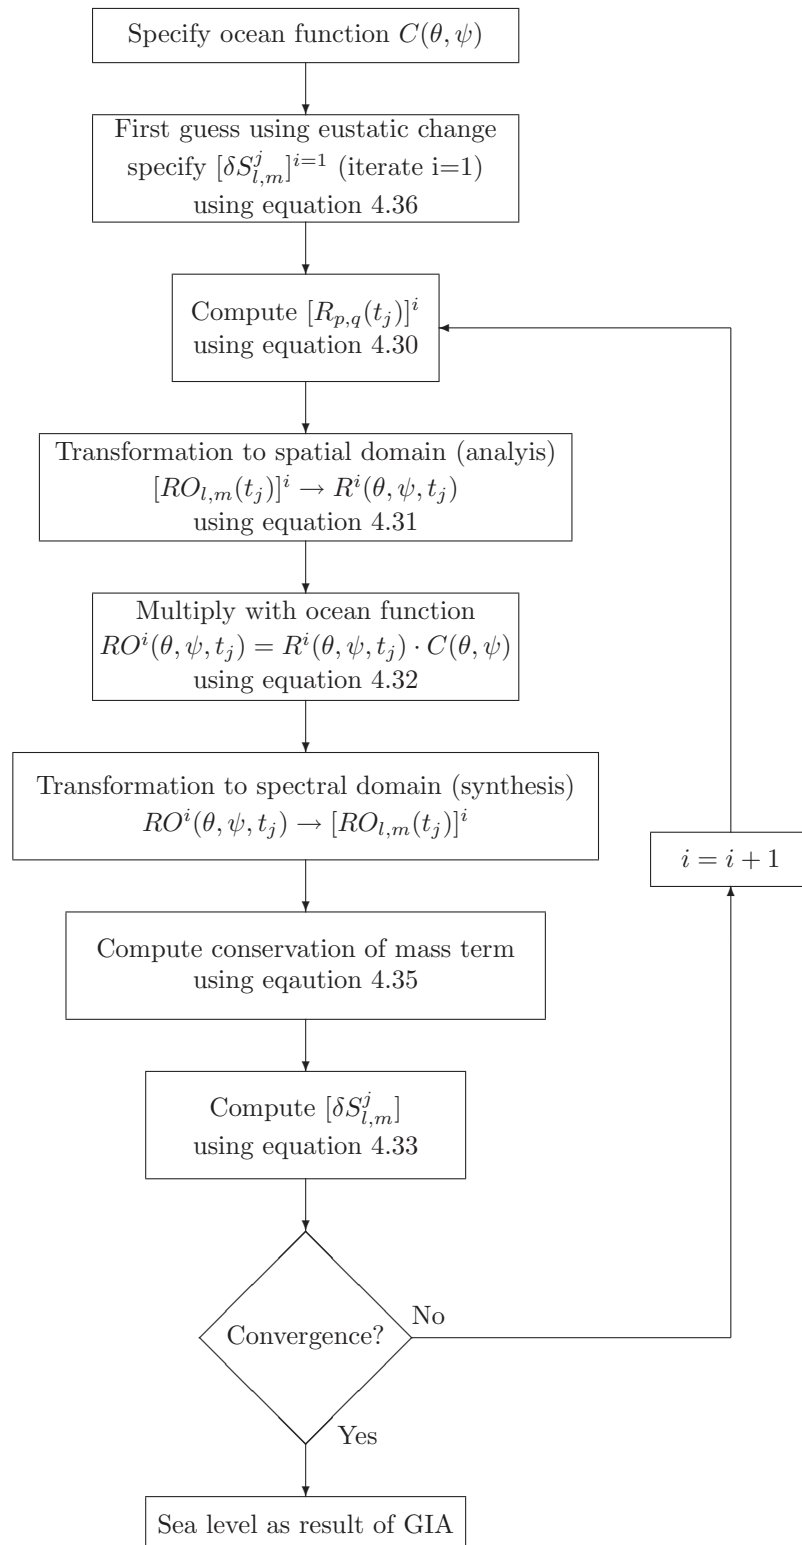 Specify ocean function C(θ, ψ)
First guess using eustatic change
specify [δS^j_{l,m}]^{i=1} (iterate i=1)
using equation 4.36
Compute [R_{p,q}(t_j)]^i
using equation 4.30
Transformation to spatial domain (analyis)
[RO_{l,m}(t_j)]^i → R^i(θ, ψ, t_j)
using equation 4.31
Multiply with ocean function
RO^i(θ, ψ, t_j) = R^i(θ, ψ, t_j) · C(θ, ψ)
using equation 4.32
Transformation to spectral domain (synthesis)
RO^i(θ, ψ, t_j) → [RO_{l,m}(t_j)]^i
i = i + 1
Compute conservation of mass term
using eqaution 4.35
Compute [δS^j_{l,m}]
using equation 4.33
Convergence?
No
Yes
Sea level as result of GIA